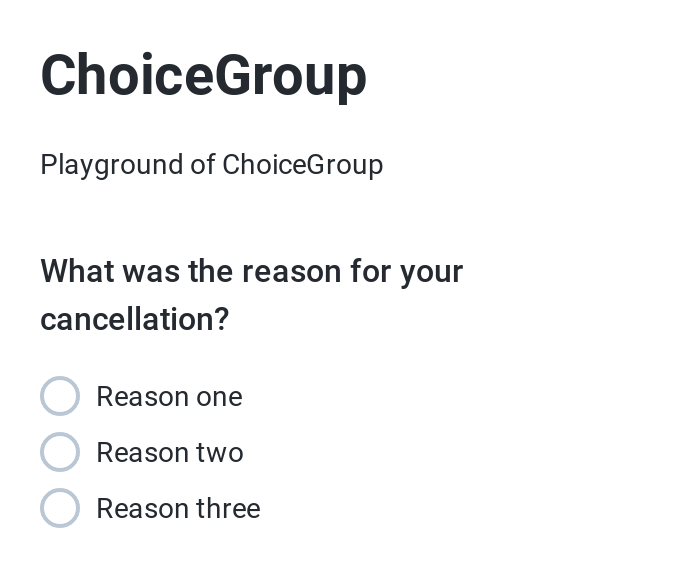 ChoiceGroup
Playground of ChoiceGroup
What was the reason for your
cancellation?
Reason one
Reason two
Reason three